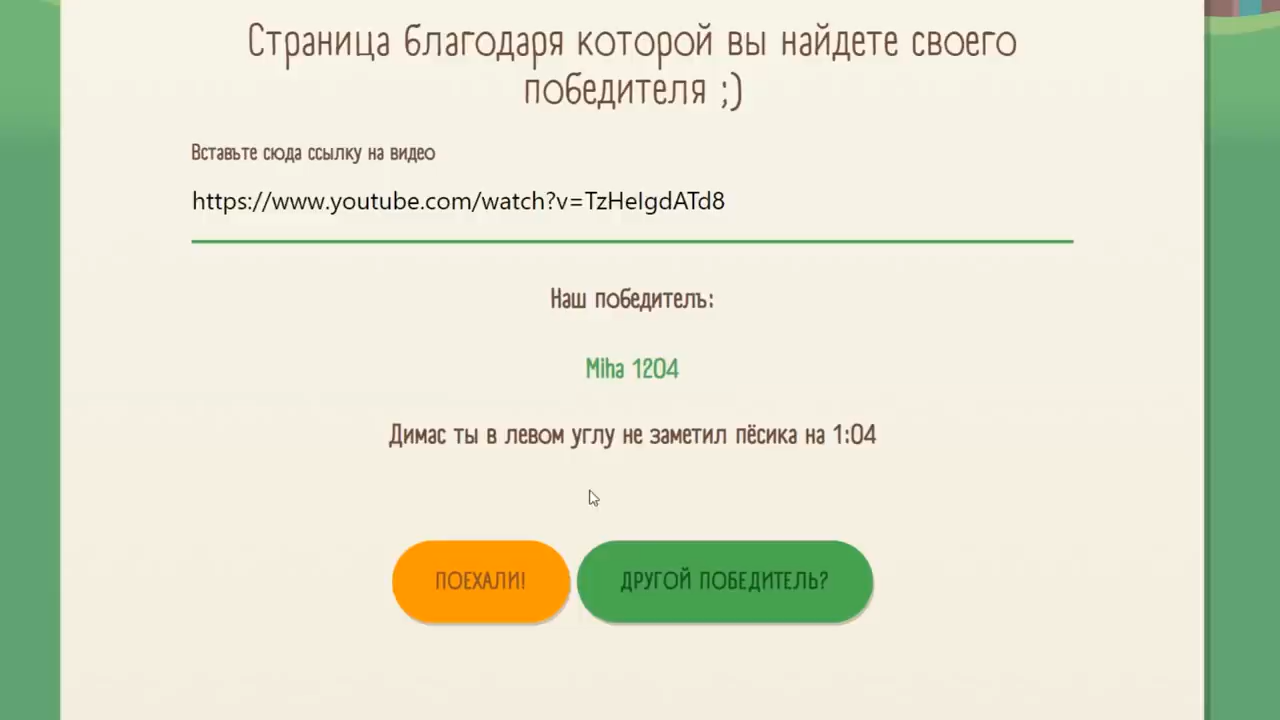 Страница благодаря которой вы найдете своего
победителя ;)
Вставьте сюда ссылку на видео
https://www.youtube.com/watch?v=TzHeIgdATd8
Наш победитель:
Miha 1204
Димас ты в левом углу не заметил пёсика на 1:04
ПОЕХАЛИ!
ДРУГОЙ ПОБЕДИТЕЛЬ?